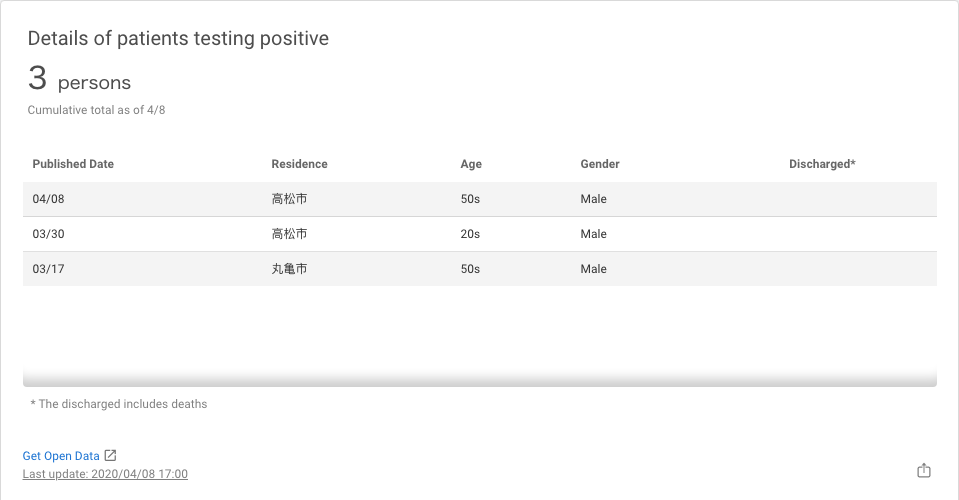 Details of patients testing positive
3 persons
Cumulative total as of 4/8
Published Date Residence Age Gender Discharged*
04/08 高松市 50s Male
03/30 高松市 20s Male
03/17 丸亀市 50s Male
* The discharged includes deaths
Get Open Data
Last update: 2020/04/08 17:00